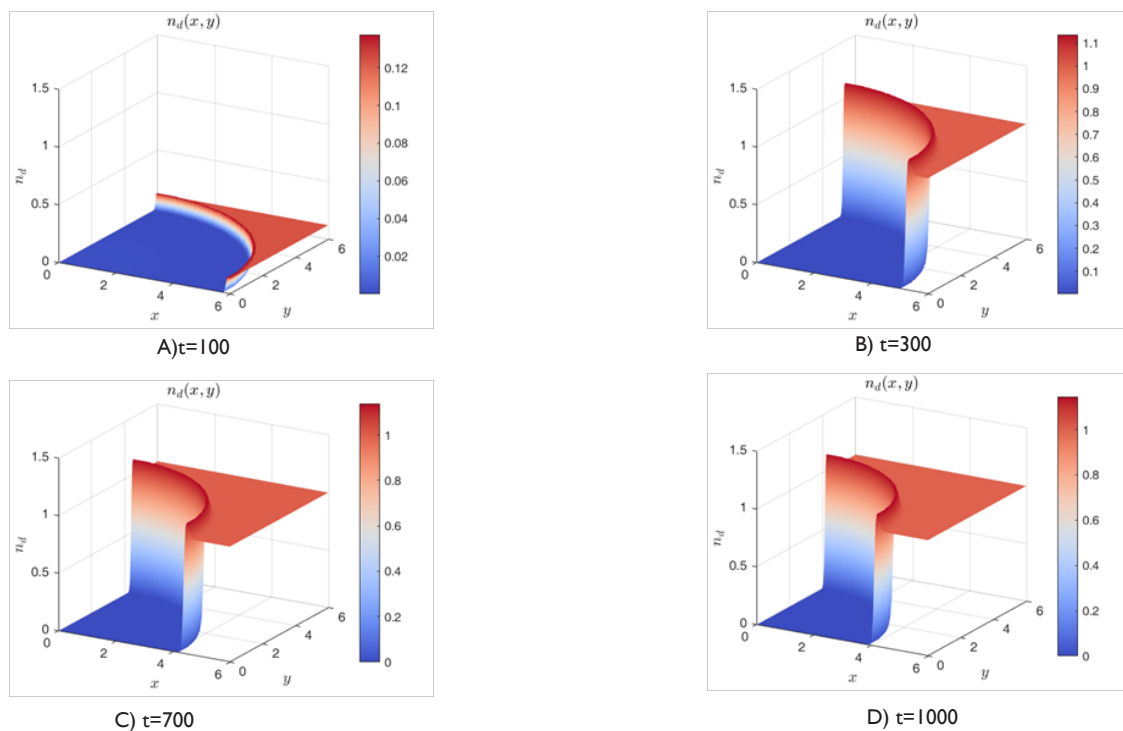 n_d(x, y)
1.5
1
0.5
0
n_d
0 2 4 6
x
0 2 4 6
y
0.12
0.1
0.08
0.06
0.04
0.02
A)t=100
n_d(x, y)
1.5
1
0.5
0
n_d
0 2 4 6
x
0 2 4 6
y
1.1
1
0.9
0.8
0.7
0.6
0.5
0.4
0.3
0.2
0.1
B) t=300
n_d(x, y)
1.5
1
0.5
0
n_d
0 2 4 6
x
0 2 4 6
y
1
0.8
0.6
0.4
0.2
0
C) t=700
n_d(x, y)
1.5
1
0.5
0
n_d
0 2 4 6
x
0 2 4 6
y
1
0.8
0.6
0.4
0.2
0
D) t=1000